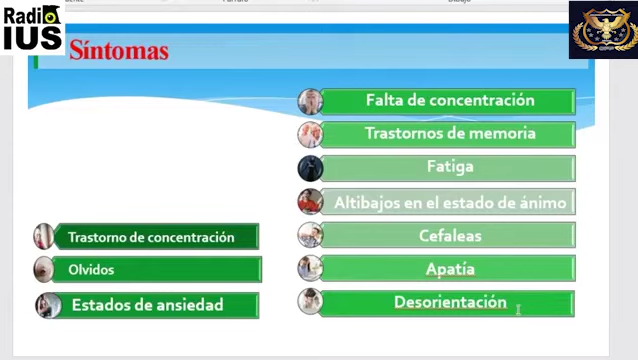 Radio
IUS
Síntomas
Falta de concentración
Trastornos de memoria
Fatiga
Altibajos en el estado de ánimo
Trastorno de concentración
Cefaleas
Olvidos
Apatía
Estados de ansiedad
Desorientación